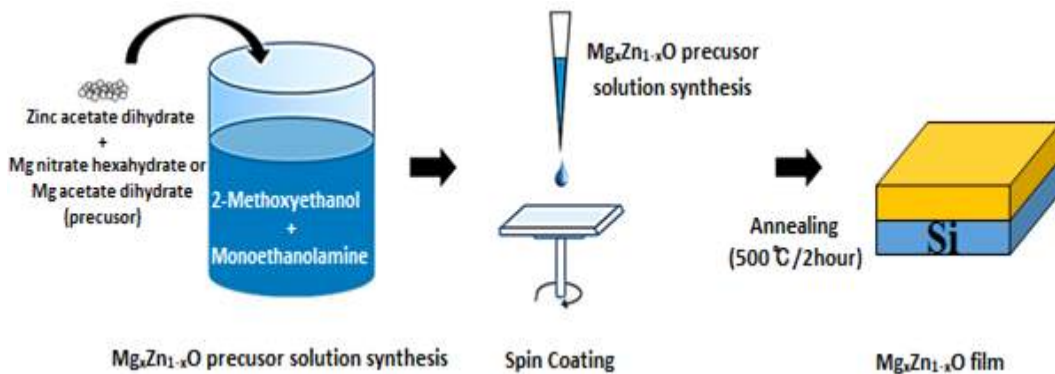 Zinc acetate dihydrate
+
Mg nitrate hexahydrate or
Mg acetate dihydrate
(precusor)
2-Methoxyethanol
+
Monoethanolamine
MgₓZn₁₋ₓO precusor solution synthesis
MgₓZn₁₋ₓO precusor
solution synthesis
Spin Coating
Annealing
(500℃/2hour)
Si
MgₓZn₁₋ₓO film